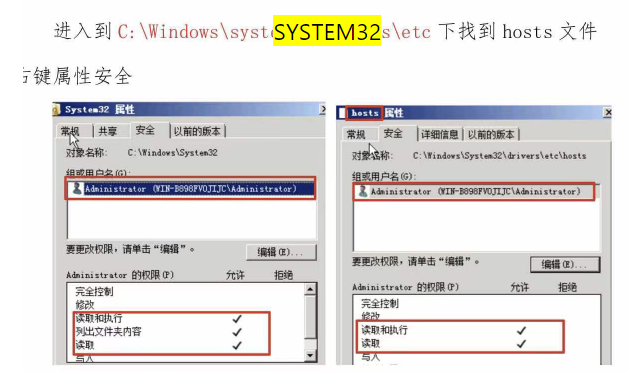 进入到 C:\Windows\syst SYSTEM32 s\etc 下找到 hosts 文件
键属性安全
System32 属性
常规 共享 安全 以前的版本
对象名称: C:\Windows\System32
组或用户名(G):
Administrator (WIN-B898FVOJIJC\Administrator)
要更改权限，请单击“编辑”。
编辑(E)...
Administrator 的权限(P) 允许 拒绝
完全控制
修改
读取和执行
列出文件夹内容
读取
写入
hosts 属性
常规 安全 详细信息 以前的版本
对象名称: C:\Windows\System32\drivers\etc\hosts
组或用户名(G):
Administrator (WIN-B898FVOJIJC\Administrator)
要更改权限，请单击“编辑”。
编辑(E)...
Administrator 的权限(P) 允许 拒绝
完全控制
修改
读取和执行
读取
写入